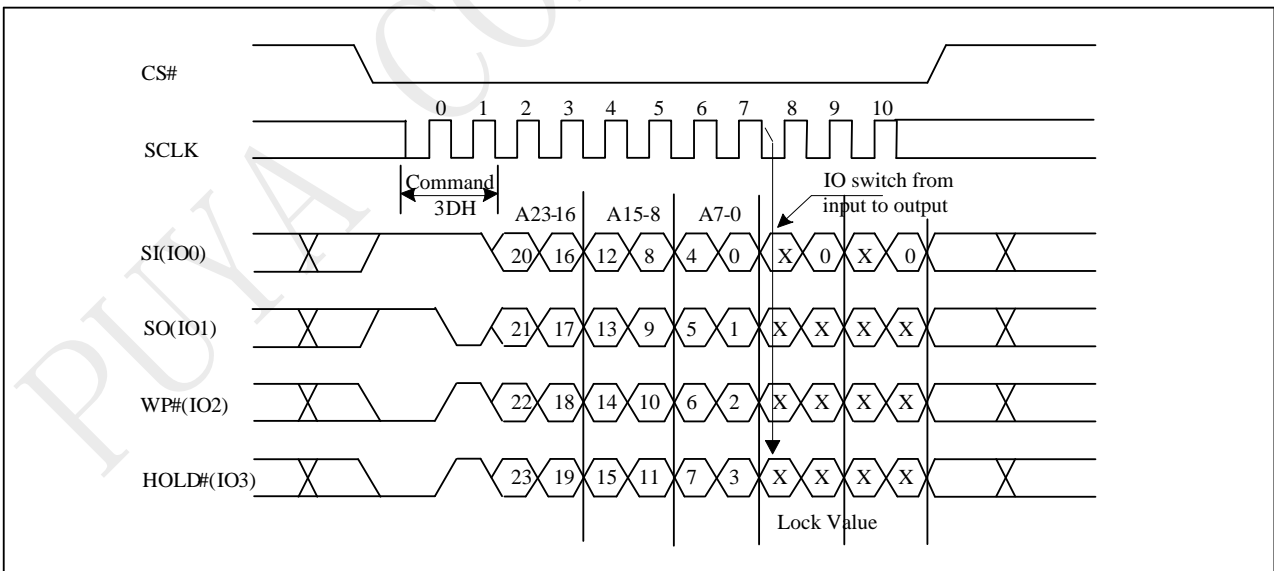 PUYA CO
CS#
0 1 2 3 4 5 6 7 8 9 10
SCLK
Command
3DH
IO switch from
input to output
A23-16 A15-8 A7-0
SI(IO0) 20 16 12 8 4 0 X 0 X 0
SO(IO1) 21 17 13 9 5 1 X X X X
WP#(IO2) 22 18 14 10 6 2 X X X X
HOLD#(IO3) 23 19 15 11 7 3 X X X X
Lock Value